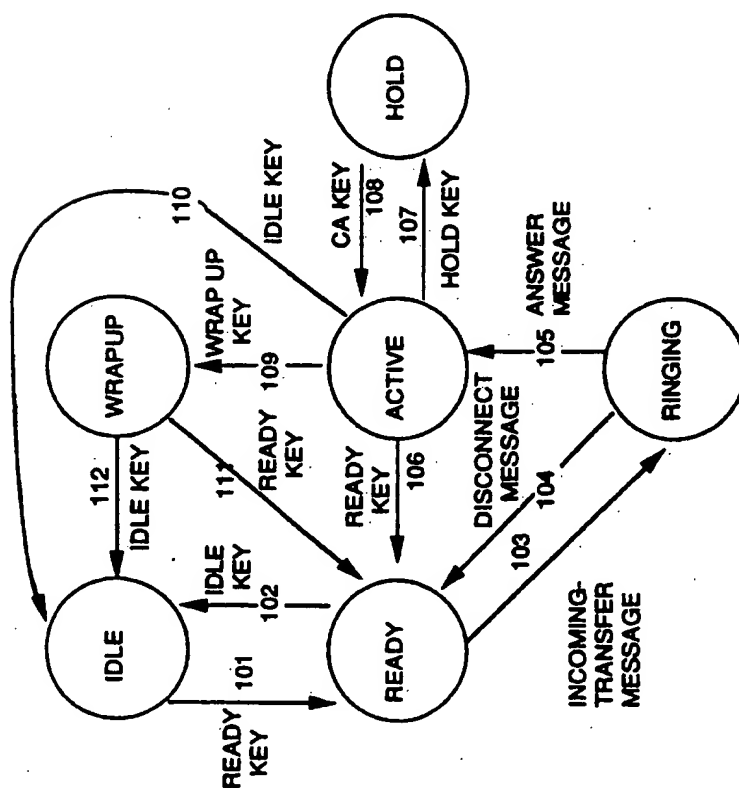 110
IDLE KEY
WRAPUP
WRAP UP
KEY
109
CA KEY
108
HOLD
107
HOLD KEY
112
IDLE KEY
111
READY
KEY
ACTIVE
ANSWER
MESSAGE
105
IDLE
IDLE
KEY
102
READY
KEY
106
DISCONNECT
MESSAGE
104
RINGING
101
READY
KEY
READY
103
INCOMING-
TRANSFER
MESSAGE